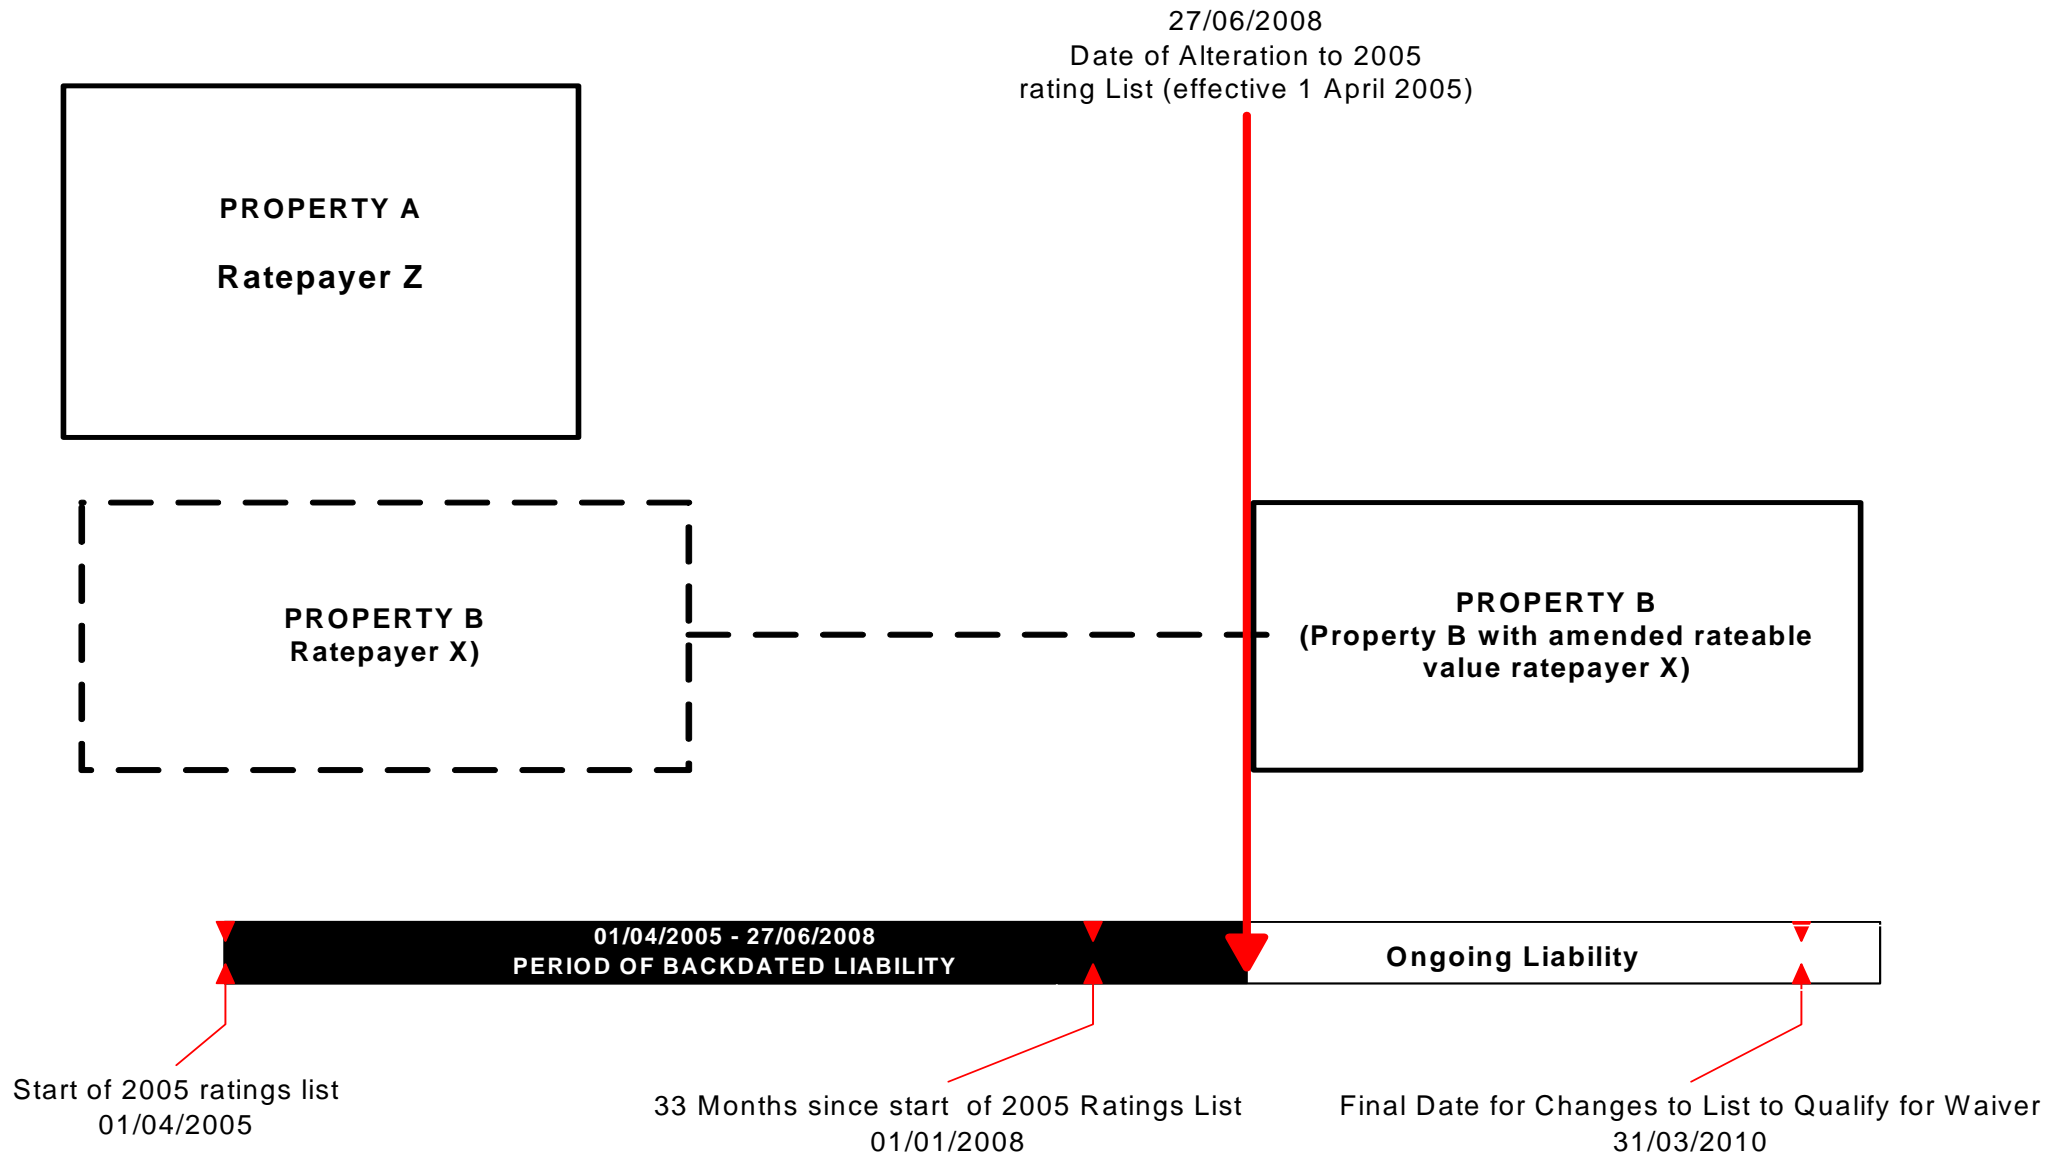 27/06/2008
Date of Alteration to 2005
rating List (effective 1 April 2005)
PROPERTY A
Ratepayer Z
PROPERTY B
Ratepayer X)
PROPERTY B
(Property B with amended rateable
value ratepayer X)
01/04/2005 - 27/06/2008
PERIOD OF BACKDATED LIABILITY
Ongoing Liability
Start of 2005 ratings list
01/04/2005
33 Months since start of 2005 Ratings List
01/01/2008
Final Date for Changes to List to Qualify for Waiver
31/03/2010